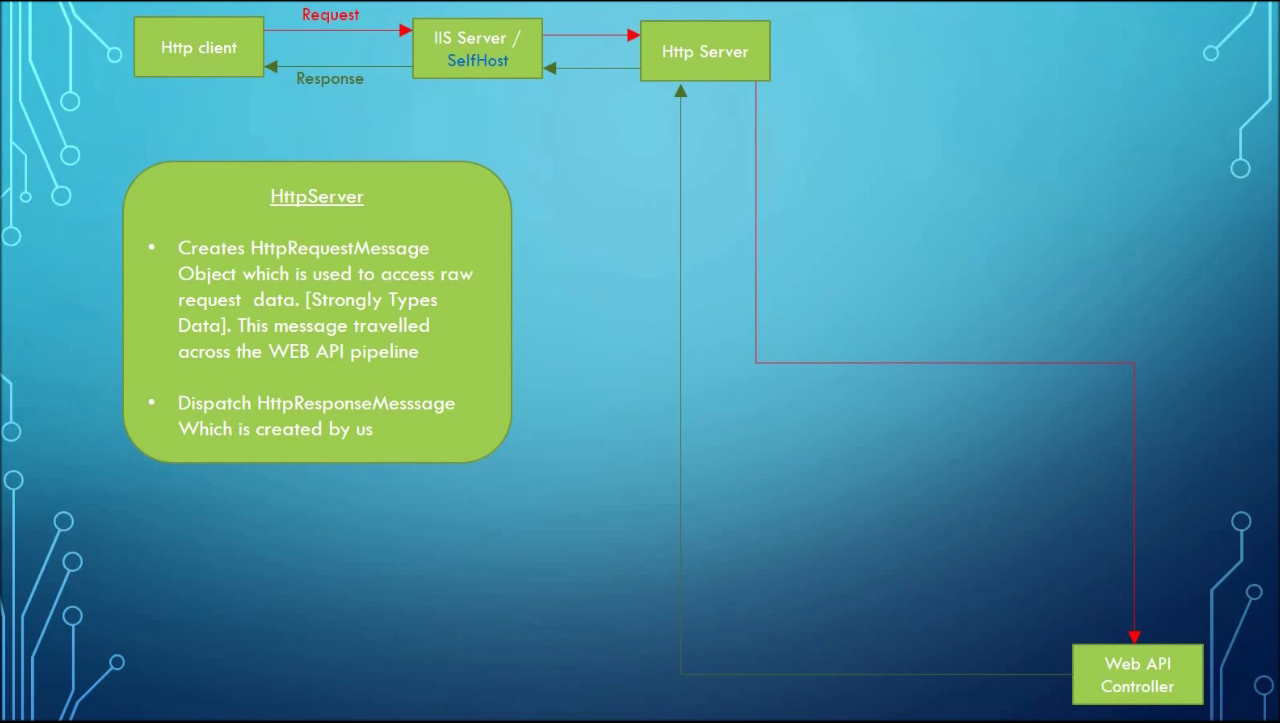 Request
Http client
IIS Server /
SelfHost
Http Server
Response
HttpServer
• Creates HttpRequestMessage
Object which is used to access raw
request data. [Strongly Types
Data]. This message travelled
across the WEB API pipeline
• Dispatch HttpResponseMesssage
Which is created by us
Web API
Controller